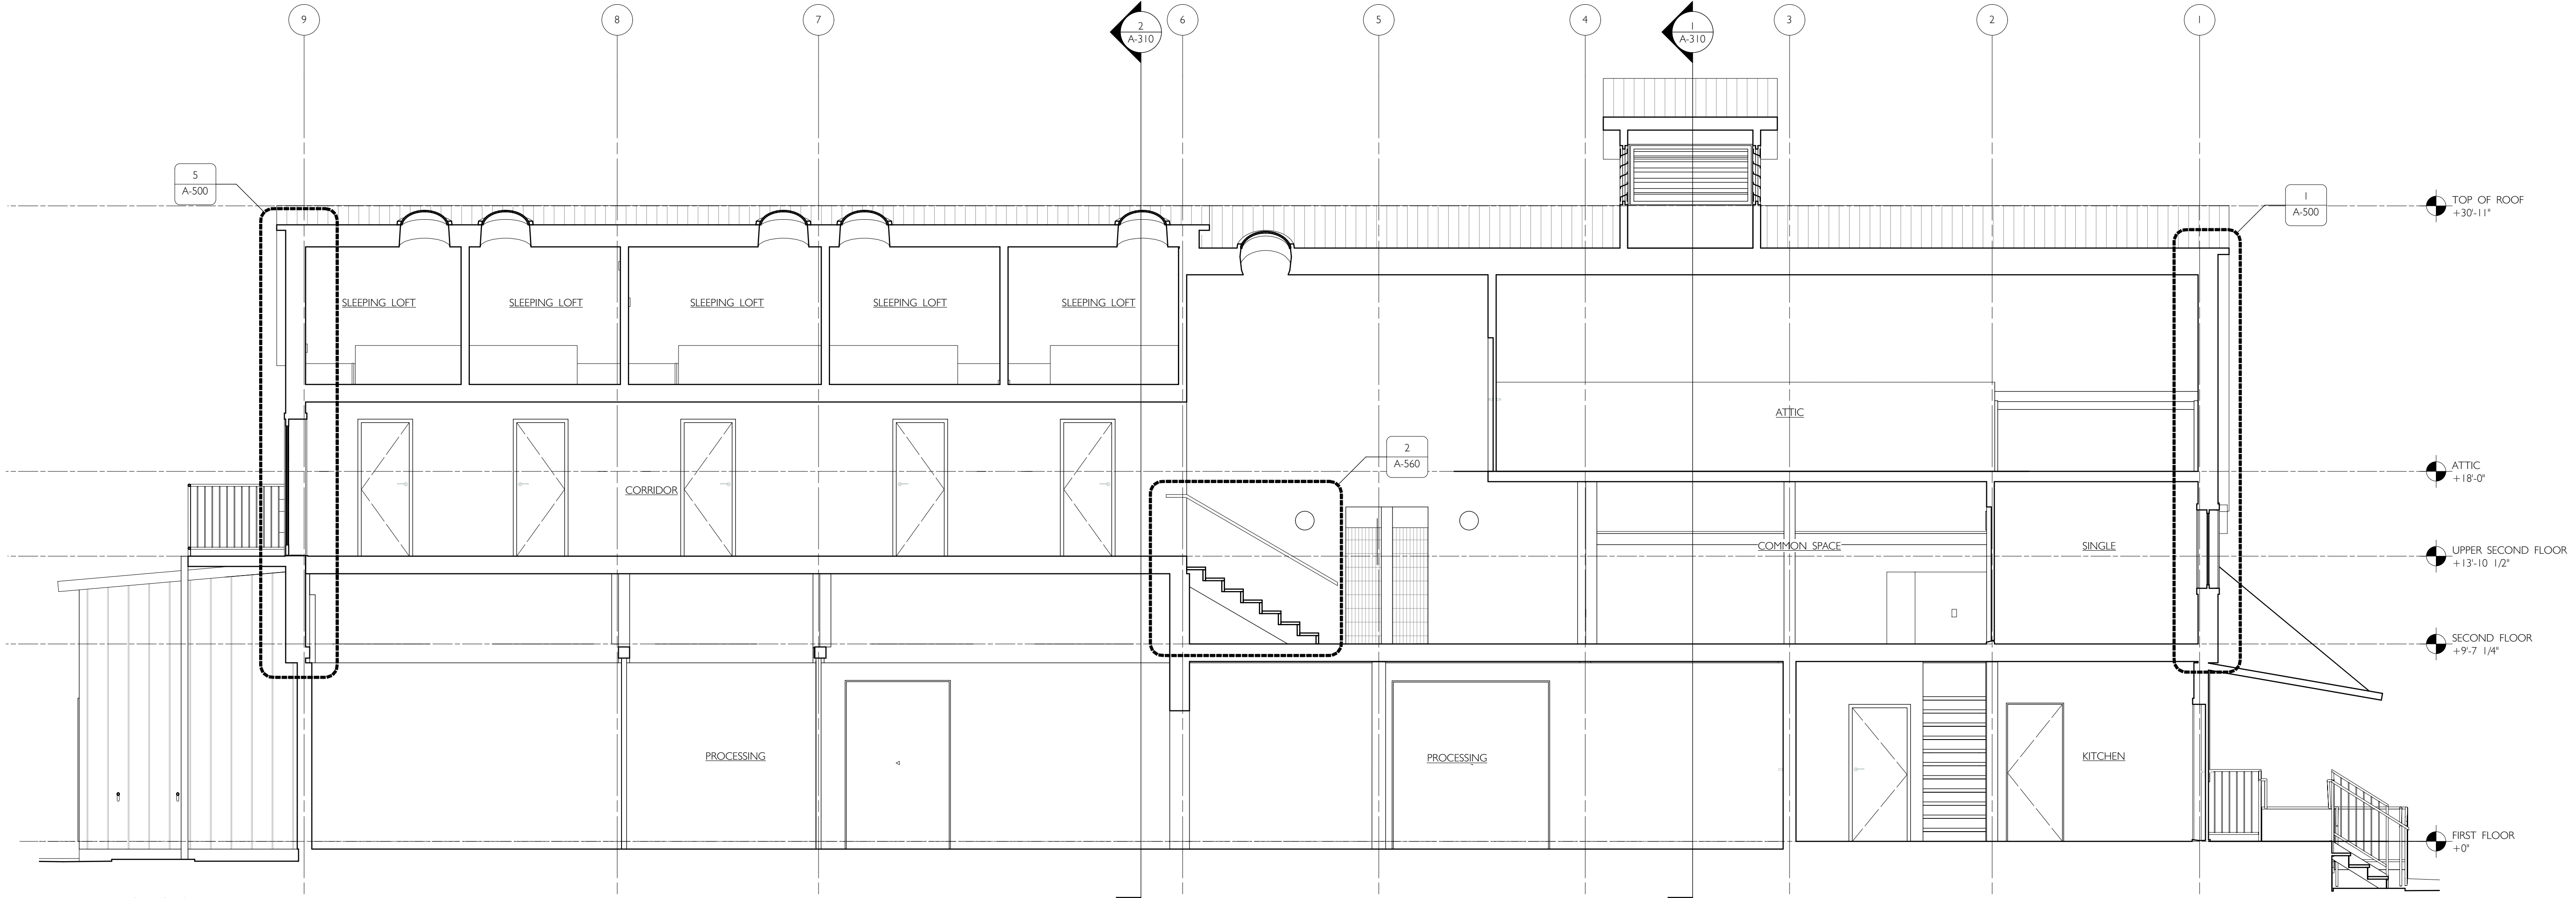 9
8
7
2
A-310
6
5
4
1
A-310
3
2
1
5
A-500
1
A-500
TOP OF ROOF
+30'-11"
SLEEPING LOFT
SLEEPING LOFT
SLEEPING LOFT
SLEEPING LOFT
SLEEPING LOFT
ATTIC
2
A-560
ATTIC
+18'-0"
CORRIDOR
COMMON SPACE
SINGLE
UPPER SECOND FLOOR
+13'-10 1/2"
SECOND FLOOR
+9'-7 1/4"
PROCESSING
PROCESSING
KITCHEN
FIRST FLOOR
+0"